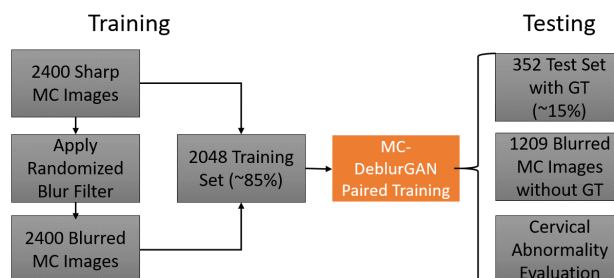 Training
Testing
2400 Sharp
MC Images
Apply
Randomized
Blur Filter
2400 Blurred
MC Images
2048 Training
Set (~85%)
MC-
DeblurGAN
Paired Training
352 Test Set
with GT
(~15%)
1209 Blurred
MC Images
without GT
Cervical
Abnormality
Evaluation